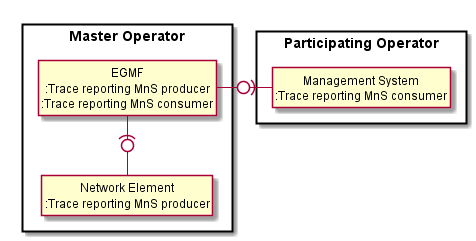 Master Operator
EGMF
:Trace reporting MnS producer
:Trace reporting MnS consumer
Network Element
:Trace reporting MnS producer
Participating Operator
Management System
:Trace reporting MnS consumer